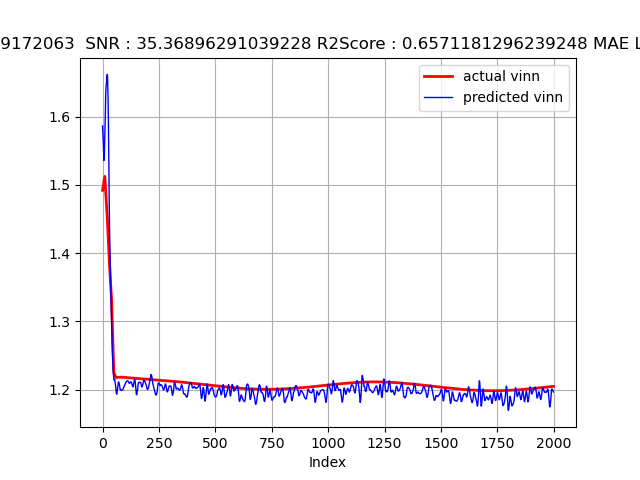 9172063  SNR : 35.36896291039228 R2Score : 0.6571181296239248 MAE L
actual vinn
predicted vinn
1.6
1.5
1.4
1.3
1.2
0 250 500 750 1000 1250 1500 1750 2000
Index